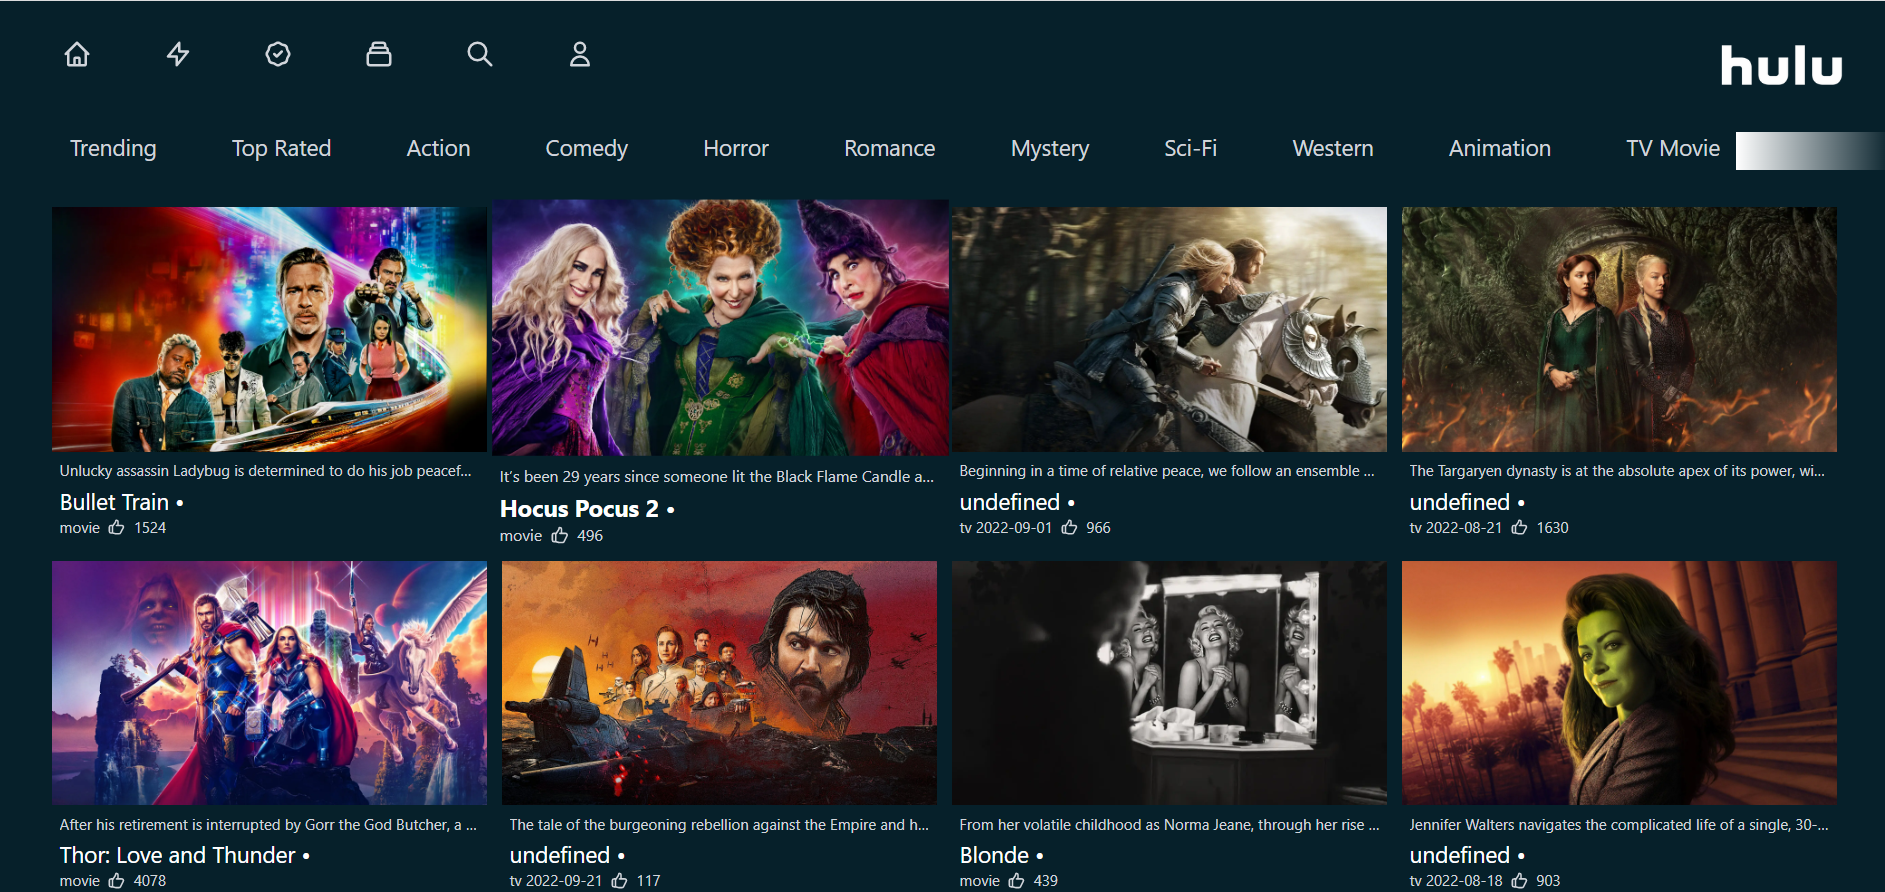 hulu
Trending Top Rated Action Comedy Horror Romance Mystery Sci-Fi Western Animation TV Movie
Unlucky assassin Ladybug is determined to do his job peacef...
Bullet Train •
movie 1524
It's been 29 years since someone lit the Black Flame Candle a...
Hocus Pocus 2 •
movie 496
Beginning in a time of relative peace, we follow an ensemble ...
undefined •
tv 2022-09-01 966
The Targaryen dynasty is at the absolute apex of its power, wi...
undefined •
tv 2022-08-21 1630
After his retirement is interrupted by Gorr the God Butcher, a ...
Thor: Love and Thunder •
movie 4078
The tale of the burgeoning rebellion against the Empire and h...
undefined •
tv 2022-09-21 117
From her volatile childhood as Norma Jeane, through her rise ...
Blonde •
movie 439
Jennifer Walters navigates the complicated life of a single, 30-...
undefined •
tv 2022-08-18 903